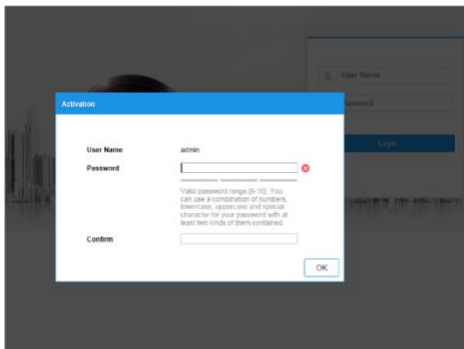 User Name
Password
Login
Activation
User Name admin
Password
Valid password range [8-16]. You
can use a combination of numbers,
lowercase, uppercase and special
character for your password with at
least two kinds of them contained.
Confirm
OK